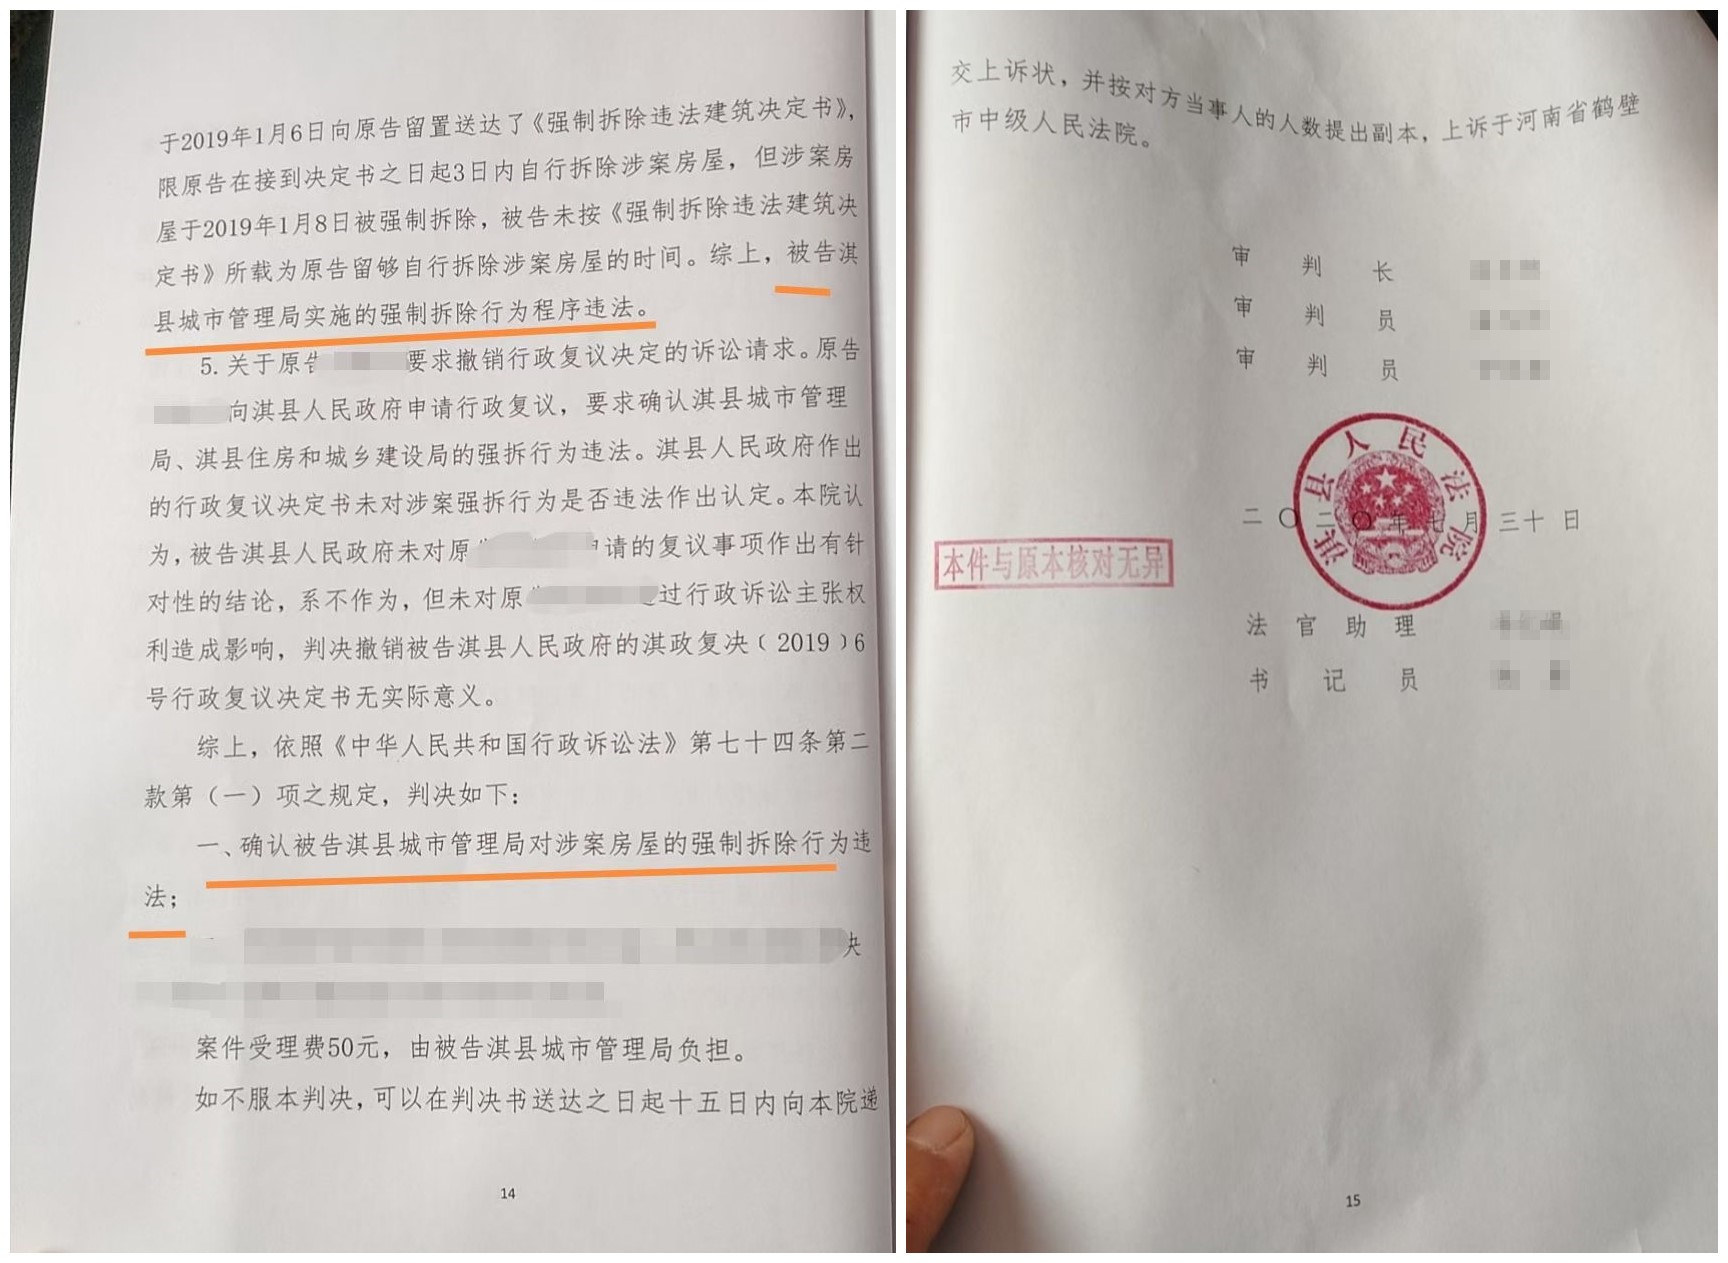 于2019年1月6日向原告留置送达了《强制拆除违法建筑决定书》,
限原告在接到决定书之日起3日内自行拆除涉案房屋，但涉案房
屋于2019年1月8日被强制拆除，被告未按《强制拆除违法建筑决
定书》所载为原告留够自行拆除涉案房屋的时间。综上，被告淇
县城市管理局实施的强制拆除行为程序违法。
5.关于原告要求撤销行政复议决定的诉讼请求。原告
向淇县人民政府申请行政复议，要求确认淇县城市管理
局、淇县住房和城乡建设局的强拆行为违法。淇县人民政府作出
的行政复议决定书未对涉案强拆行为是否违法作出认定。本院认
为，被告淇县人民政府未对原申请的复议事项作出有针
对性的结论，系不作为，但未对原过行政诉讼主张权
利造成影响，判决撤销被告淇县人民政府的淇政复决（2019）6
号行政复议决定书无实际意义。
综上，依照《中华人民共和国行政诉讼法》第七十四条第二
款第（一）项之规定，判决如下：
一、确认被告淇县城市管理局对涉案房屋的强制拆除行为违
法；
决
案件受理费50元，由被告淇县城市管理局负担。
如不服本判决，可以在判决书送达之日起十五日内向本院递
14
交上诉状，并按对方当事人的人数提出副本，上诉于河南省鹤壁
市中级人民法院。
审判长
审判员
审判员
淇县人民法院
二〇二〇年七月三十日
本件与原本核对无异
法官助理
书记员
15